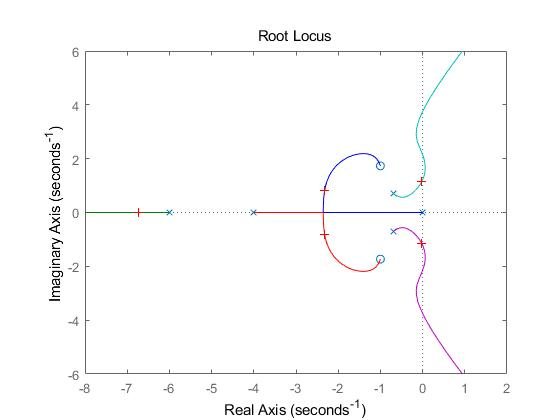 Root Locus
6
4
2
0
-2
-4
-6
Imaginary Axis (seconds-1)
-8 -7 -6 -5 -4 -3 -2 -1 0 1 2
Real Axis (seconds-1)